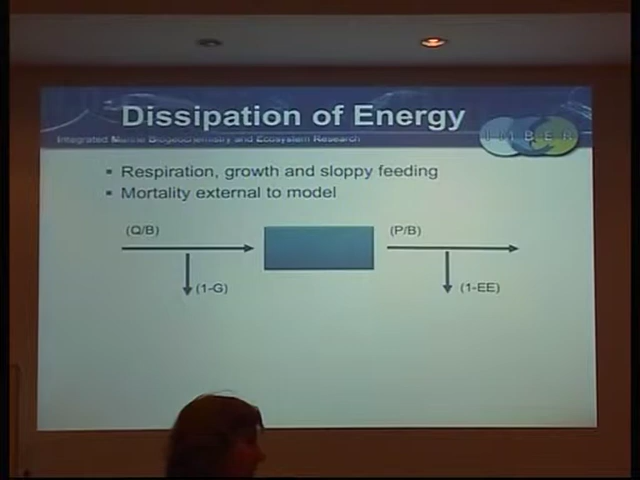 Dissipation of Energy
Integrated Marine Biogeochemistry and Ecosystem Research
I M B E R
Respiration, growth and sloppy feeding
Mortality external to model
(Q/B)
(P/B)
(1-G)
(1-EE)